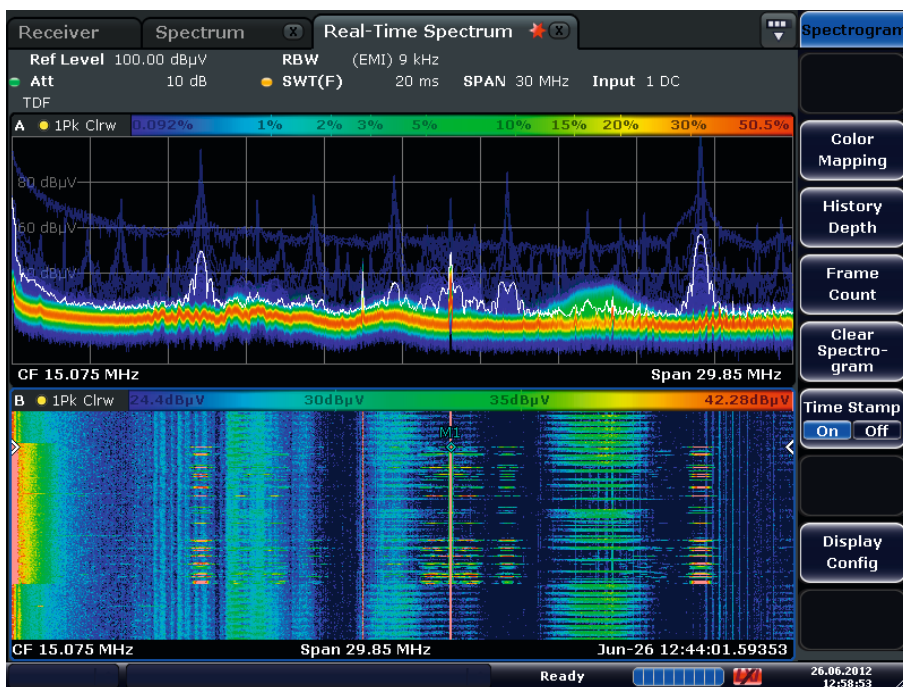 Receiver Spectrum Real-Time Spectrum Spectrogram
Ref Level 100.00 dBµV RBW (EMI) 9 kHz
Att 10 dB SWT(F) 20 ms SPAN 30 MHz Input 1 DC
TDF
A 1Pk Clrw 0.092% 1% 2% 3% 5% 10% 15% 20% 30% 50.5%
80 dBµV
60 dBµV
dBµV
CF 15.075 MHz Span 29.85 MHz
B 1Pk Clrw 24.4dBµV 30dBµV 35dBµV 42.28dBµV
M1
CF 15.075 MHz Span 29.85 MHz Jun-26 12:44:01.59353
Color
Mapping
History
Depth
Frame
Count
Clear
Spectro-
gram
Time Stamp
On Off
Display
Config
Ready LXI 26.06.2012
12:58:53